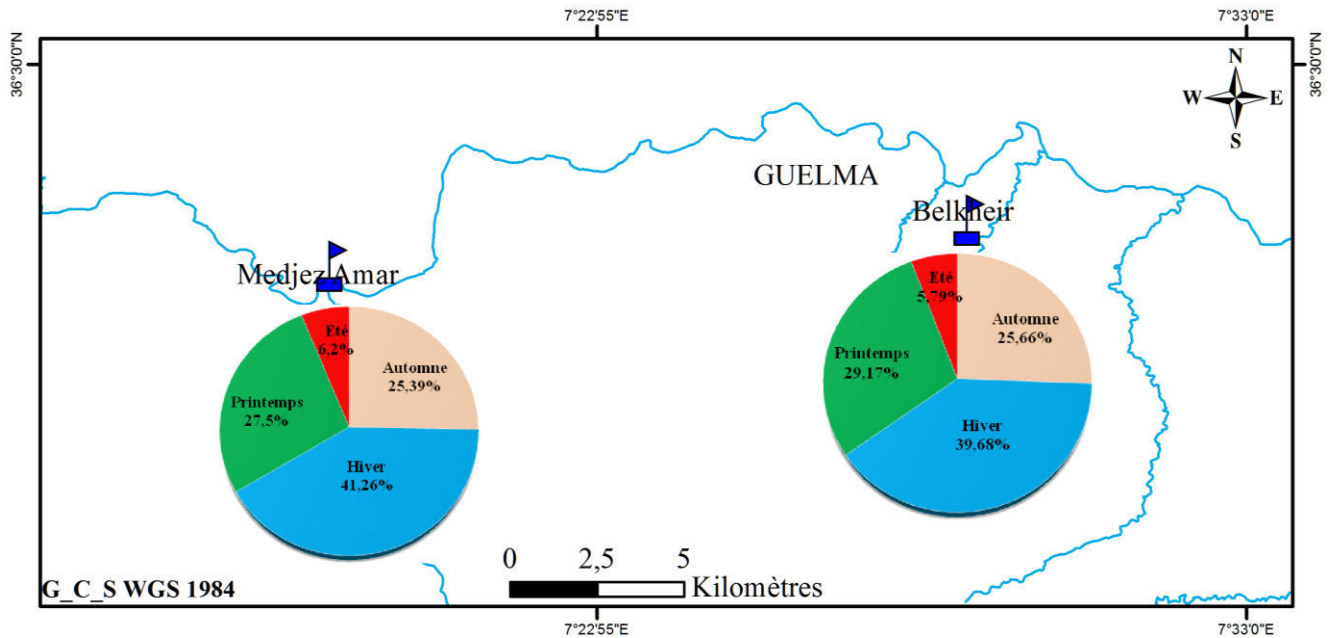 7°22'55"E
7°33'0"E
36°30'0"N
36°30'0"N
N
W E
S
GUELMA
Belkheir
Medjez Amar
Eté
5,79%
Automne
25,66%
Printemps
29,17%
Hiver
39,68%
Eté
6,2%
Automne
25,39%
Printemps
27,5%
Hiver
41,26%
0 2,5 5
Kilomètres
G_C_S WGS 1984
7°22'55"E
7°33'0"E